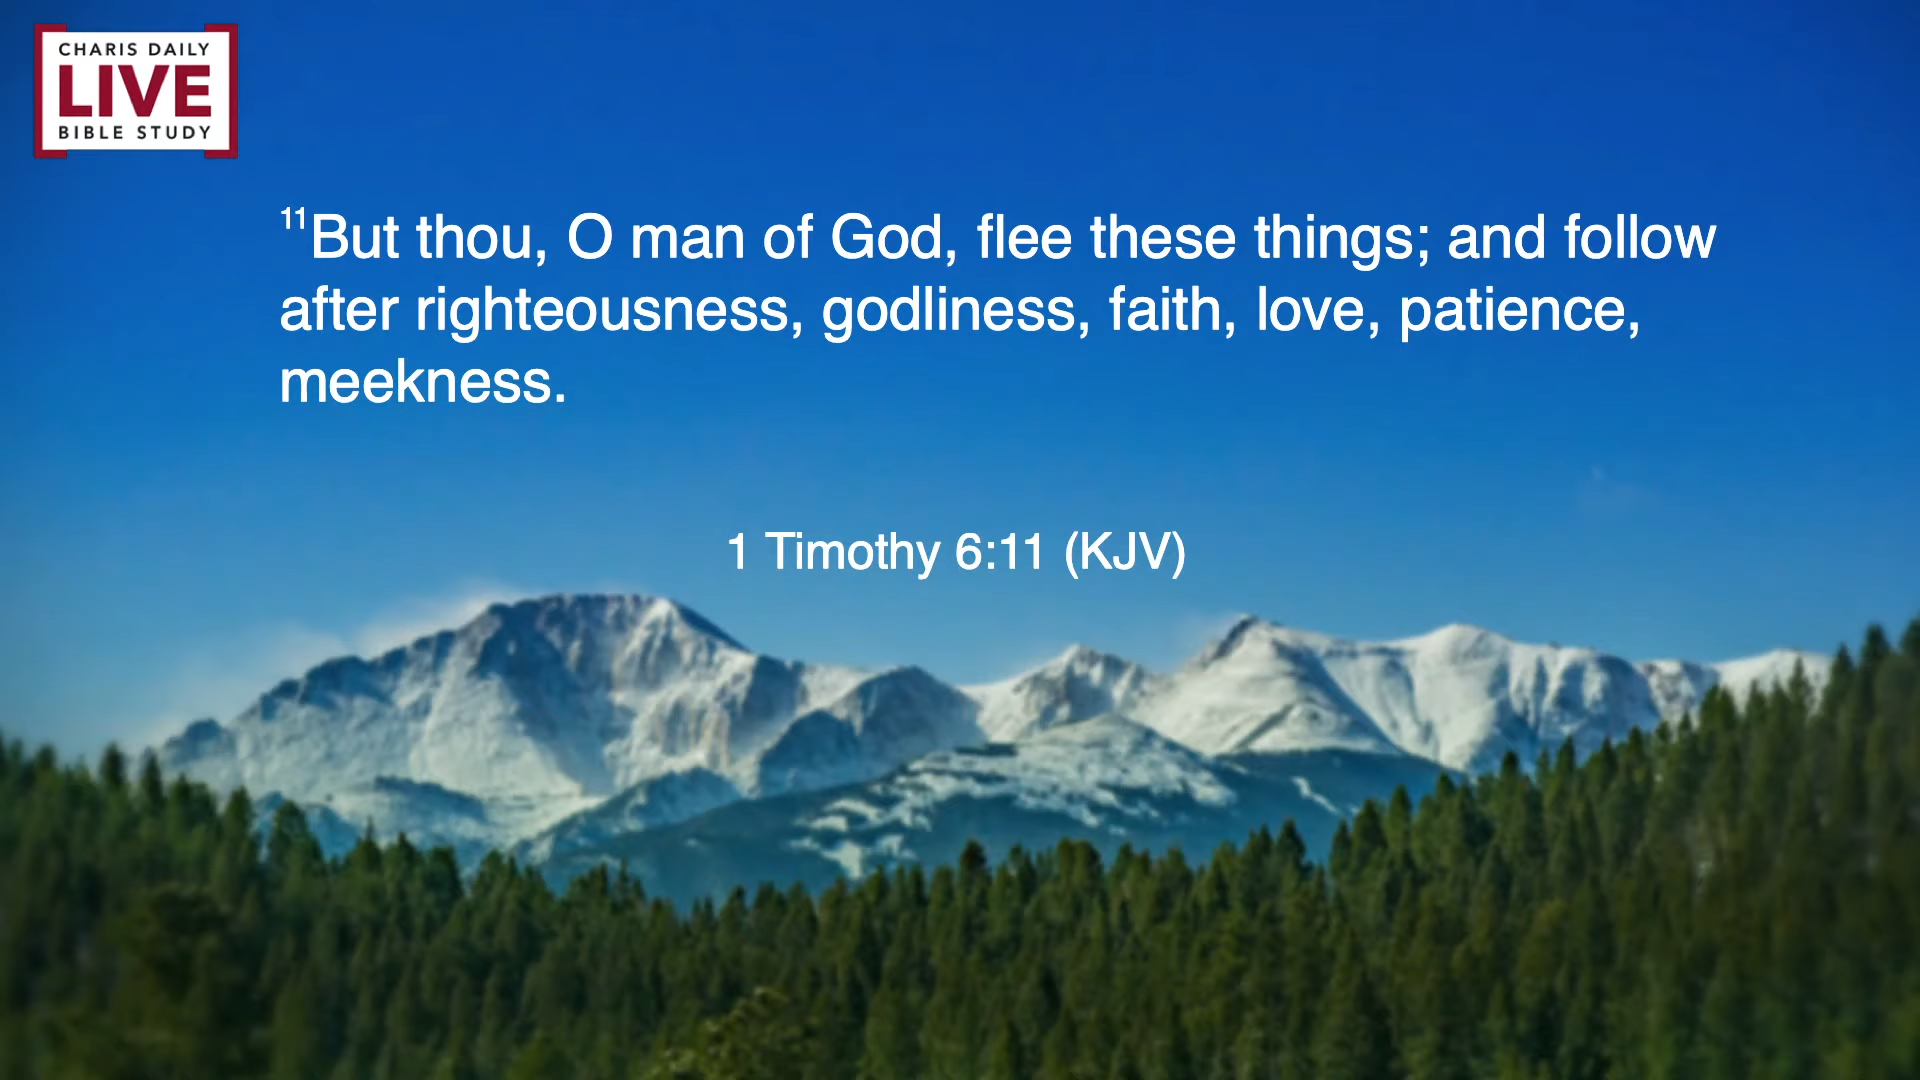 CHARIS DAILY
LIVE
BIBLE STUDY
11But thou, O man of God, flee these things; and follow
after righteousness, godliness, faith, love, patience,
meekness.
1 Timothy 6:11 (KJV)